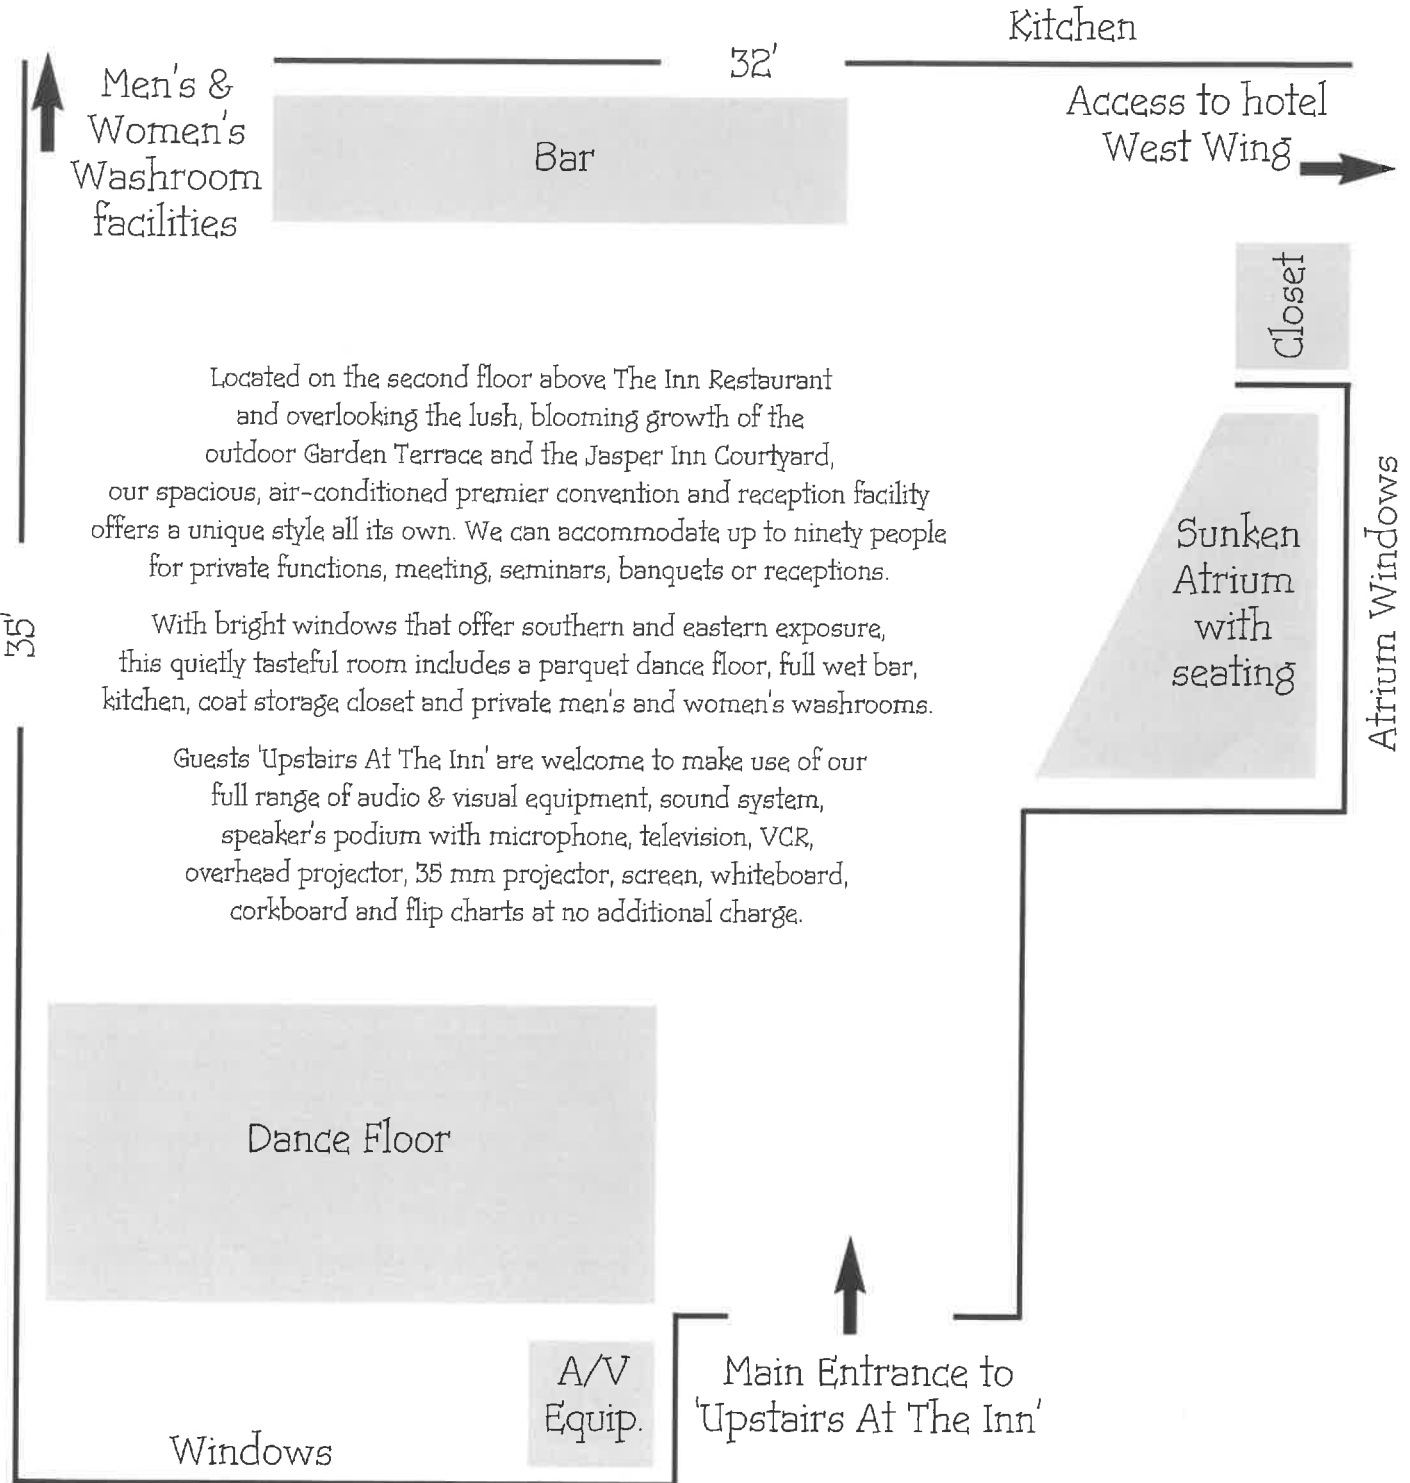 Kitchen
32'
Men's &
Women's
Washroom
facilities
Bar
Access to hotel
West Wing
Closet
Located on the second floor above The Inn Restaurant
and overlooking the lush, blooming growth of the
outdoor Garden Terrace and the Jasper Inn Courtyard,
our spacious, air-conditioned premier convention and reception facility
offers a unique style all its own. We can accommodate up to ninety people
for private functions, meeting, seminars, banquets or receptions.
With bright windows that offer southern and eastern exposure,
this quietly tasteful room includes a parquet dance floor, full wet bar,
kitchen, coat storage closet and private men's and women's washrooms.
Guests 'Upstairs At The Inn' are welcome to make use of our
full range of audio & visual equipment, sound system,
speaker's podium with microphone, television, VCR,
overhead projector, 35 mm projector, screen, whiteboard,
corkboard and flip charts at no additional charge.
35'
Sunken
Atrium
with
seating
Atrium Windows
Dance Floor
A/V
Equip.
Main Entrance to
'Upstairs At The Inn'
Windows